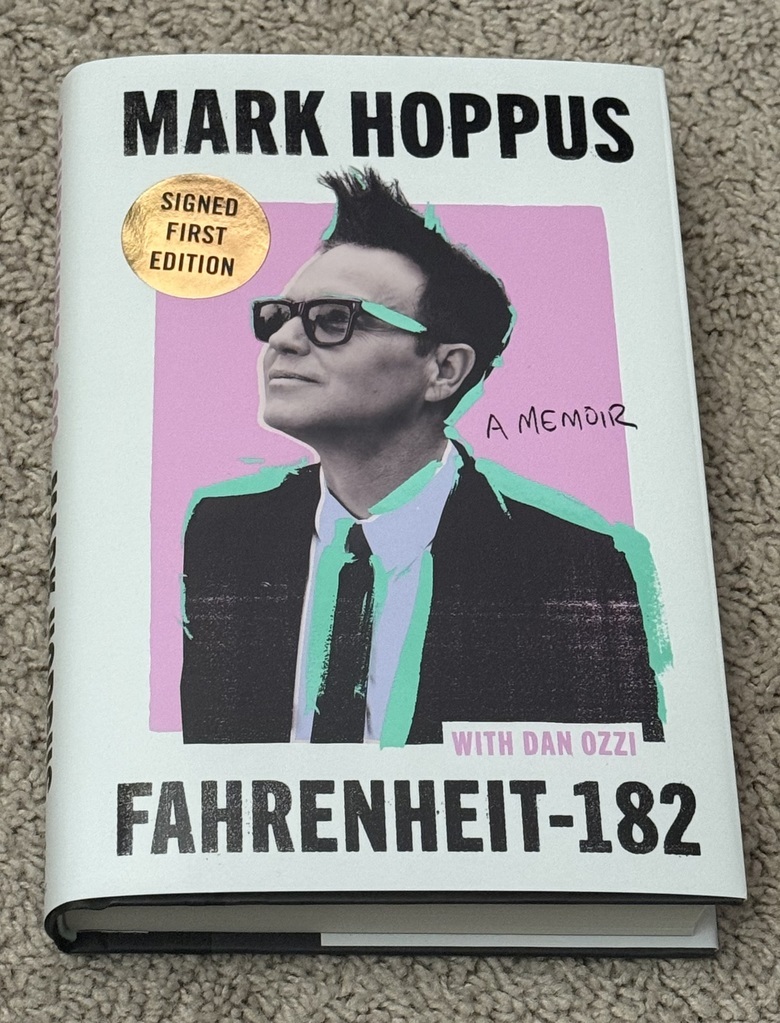 MARK HOPPUS
SIGNED
FIRST
EDITION
A MEMOIR
WITH DAN OZZI
FAHRENHEIT-182